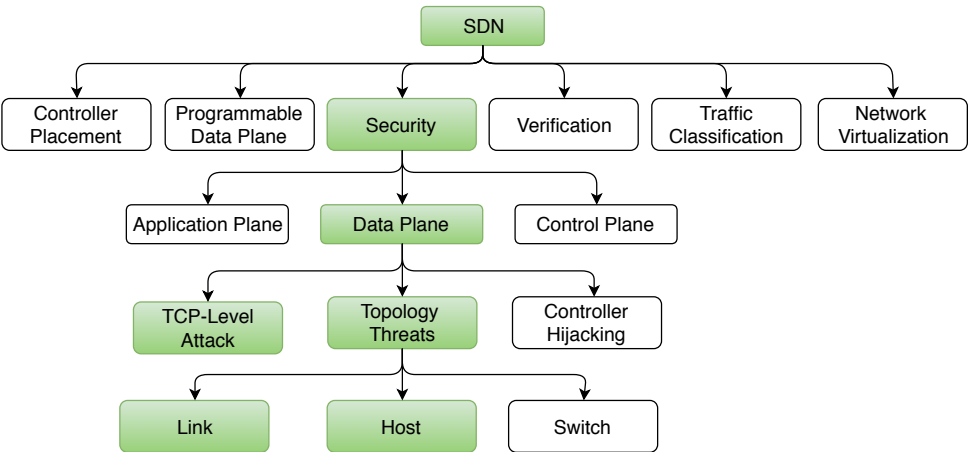 SDN
Controller
Placement
Programmable
Data Plane
Security
Verification
Traffic
Classification
Network
Virtualization
Application Plane
Data Plane
Control Plane
TCP-Level
Attack
Topology
Threats
Controller
Hijacking
Link
Host
Switch